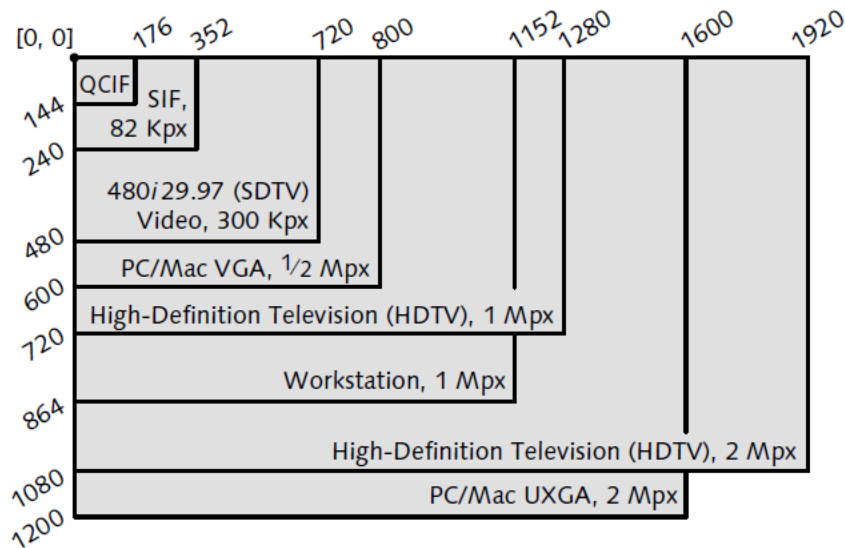 [0, 0] 176 352 720 800 1152 1280 1600 1920
QCIF
144
SIF,
82 Kpx
240
480i29.97 (SDTV)
Video, 300 Kpx
480
PC/Mac VGA, 1/2 Mpx
600
High-Definition Television (HDTV), 1 Mpx
720
Workstation, 1 Mpx
864
High-Definition Television (HDTV), 2 Mpx
1080
PC/Mac UXGA, 2 Mpx
1200